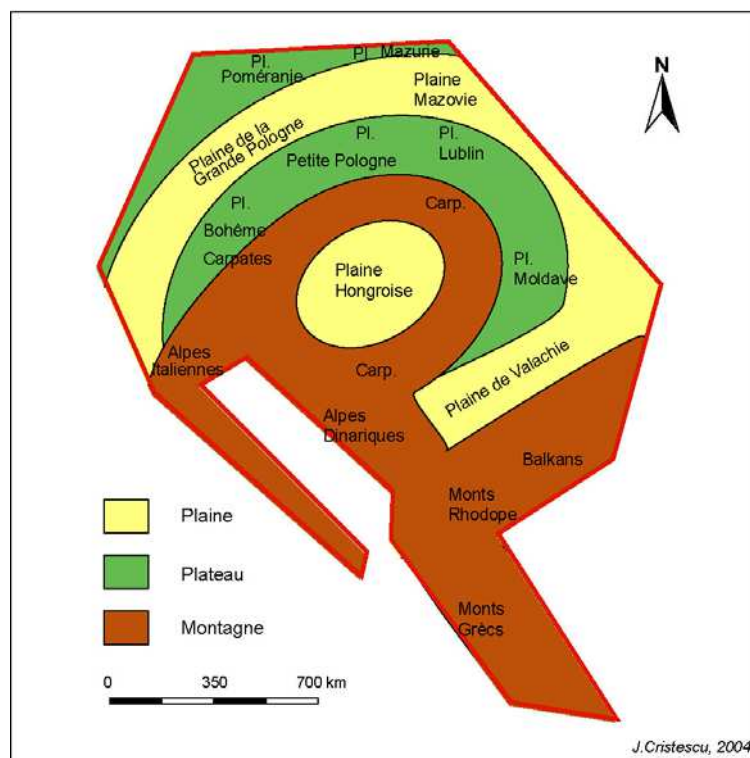 Pl.
Poméranie
Pl. Mazurie
N
Plaine
Mazovie
Plaine de la
Grande Pologne
Pl.
Petite Pologne
Pl.
Lublin
Pl.
Bohême
Carpates
Carp.
Plaine
Hongroise
Pl.
Moldave
Alpes
Italiennes
Carp.
Plaine de Valachie
Alpes
Dinariques
Balkans
Monts
Rhodope
Monts
Grècs
Plaine
Plateau
Montagne
0 350 700 km
J.Cristescu, 2004